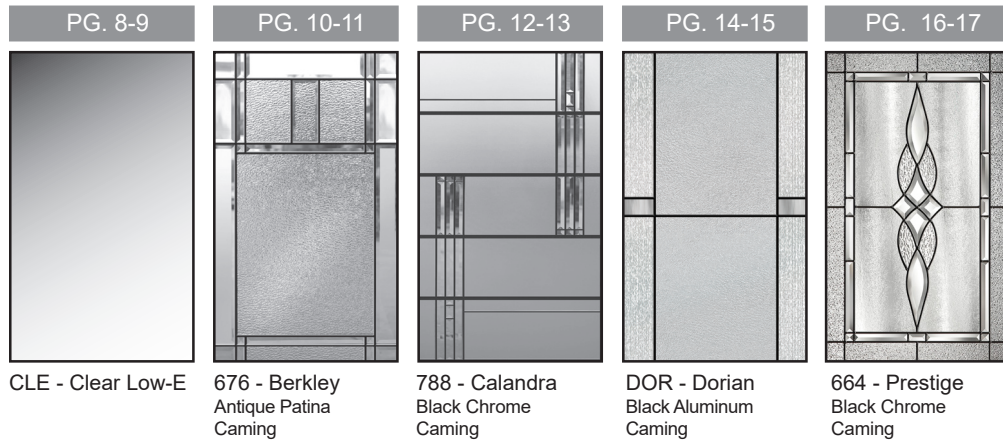 PG. 8-9
PG. 10-11
PG. 12-13
PG. 14-15
PG. 16-17
CLE - Clear Low-E
676 - Berkley
Antique Patina
Caming
788 - Calandra
Black Chrome
Caming
DOR - Dorian
Black Aluminum
Caming
664 - Prestige
Black Chrome
Caming